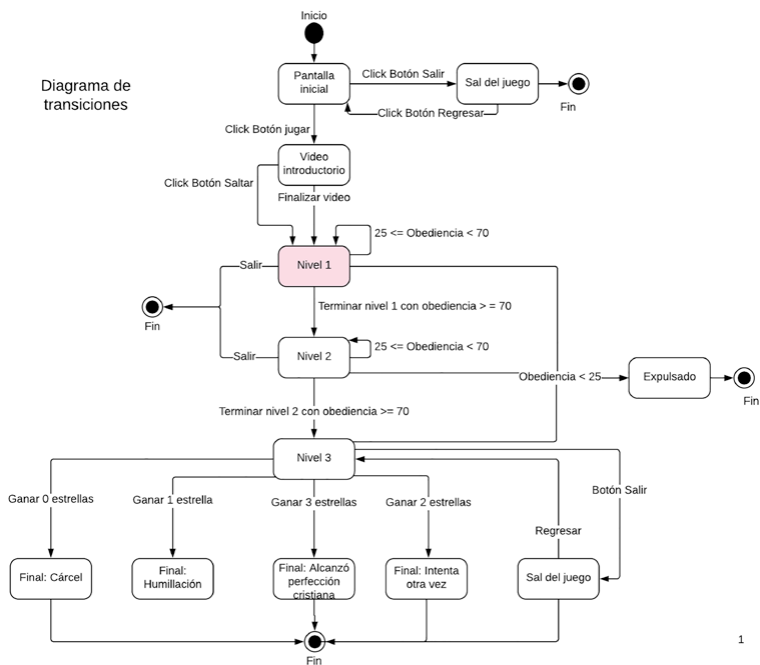 Inicio
Diagrama de
transiciones
Pantalla
inicial
Click Botón Salir
Sal del juego
Fin
Click Botón Regresar
Click Botón jugar
Video
introductorio
Click Botón Saltar
Finalizar video
25 <= Obediencia < 70
Nivel 1
Salir
Fin
Terminar nivel 1 con obediencia > = 70
Nivel 2
25 <= Obediencia < 70
Salir
Obediencia < 25
Expulsado
Fin
Terminar nivel 2 con obediencia >= 70
Nivel 3
Botón Salir
Ganar 0 estrellas
Ganar 1 estrella
Ganar 3 estrellas
Ganar 2 estrellas
Regresar
Final: Cárcel
Final:
Humillación
Final: Alcanzó
perfección
cristiana
Final: Intenta
otra vez
Sal del juego
Fin
1